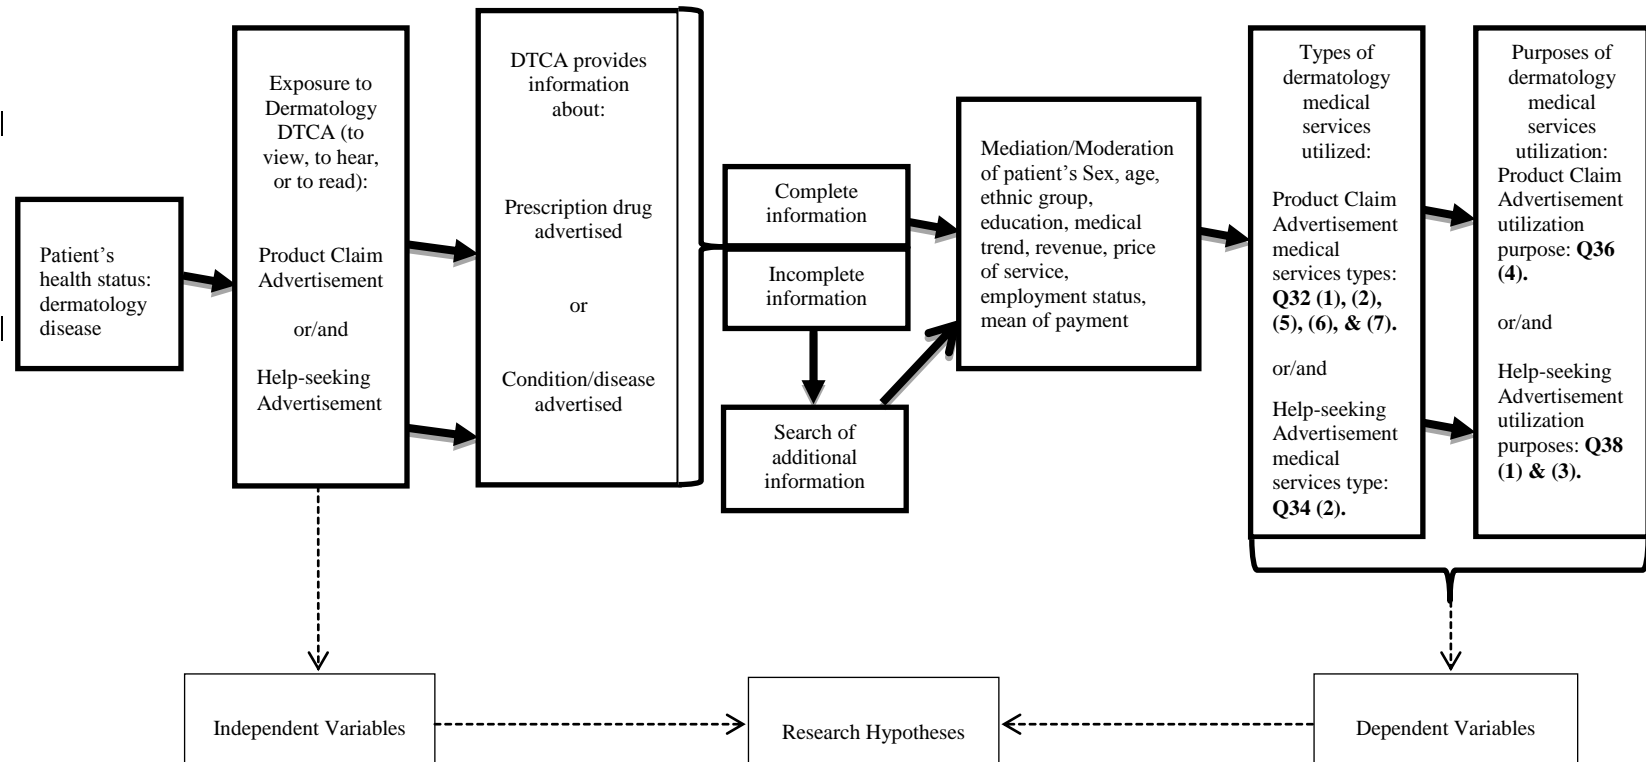 Patient's
health status:
dermatology
disease
Exposure to
Dermatology
DTCA (to
view, to hear,
or to read):
Product Claim
Advertisement
or/and
Help-seeking
Advertisement
DTCA provides
information
about:
Prescription drug
advertised
or
Condition/disease
advertised
Complete
information
Incomplete
information
Search of
additional
information
Mediation/Moderation
of patient's Sex, age,
ethnic group,
education, medical
trend, revenue, price
of service,
employment status,
mean of payment
Types of
dermatology
medical
services
utilized:
Product Claim
Advertisement
medical
services types:
Q32 (1), (2),
(5), (6), & (7).
or/and
Help-seeking
Advertisement
medical
services type:
Q34 (2).
Purposes of
dermatology
medical
services
utilization:
Product Claim
Advertisement
utilization
purpose: Q36
(4).
or/and
Help-seeking
Advertisement
utilization
purposes: Q38
(1) & (3).
Independent Variables
Research Hypotheses
Dependent Variables